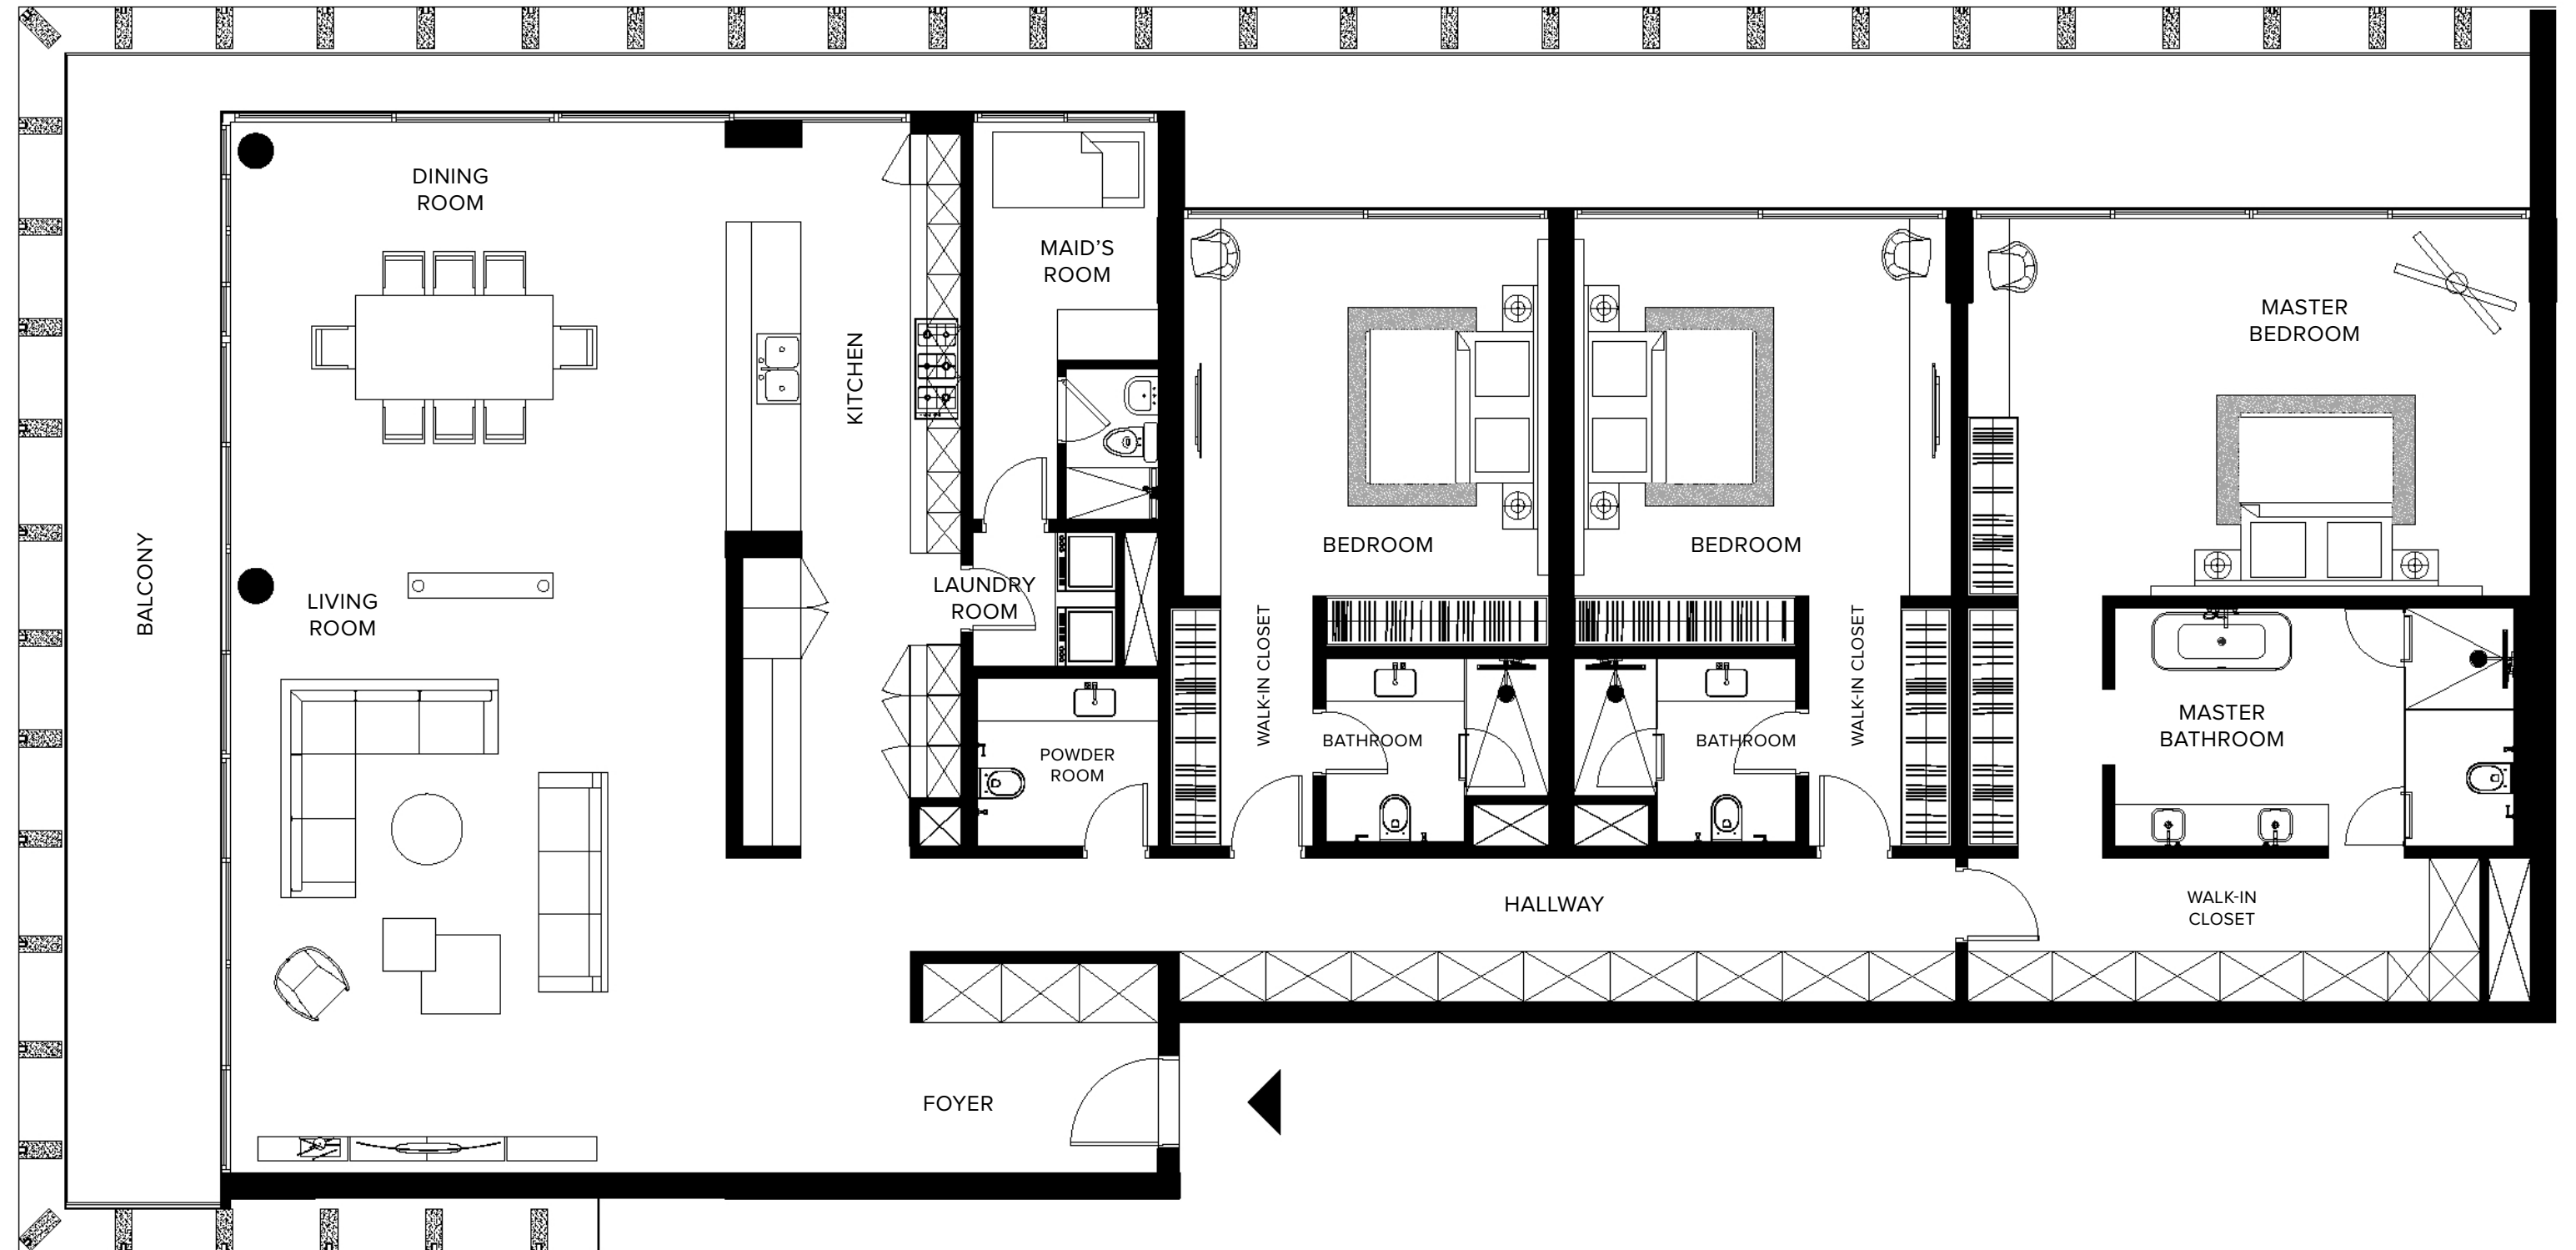 DINING
ROOM
MAID'S
ROOM
MASTER
BEDROOM
KITCHEN
BALCONY
LIVING
ROOM
LAUNDRY
ROOM
BEDROOM
BEDROOM
WALK-IN CLOSET
WALK-IN CLOSET
POWDER
ROOM
BATHROOM
BATHROOM
MASTER
BATHROOM
HALLWAY
WALK-IN
CLOSET
FOYER